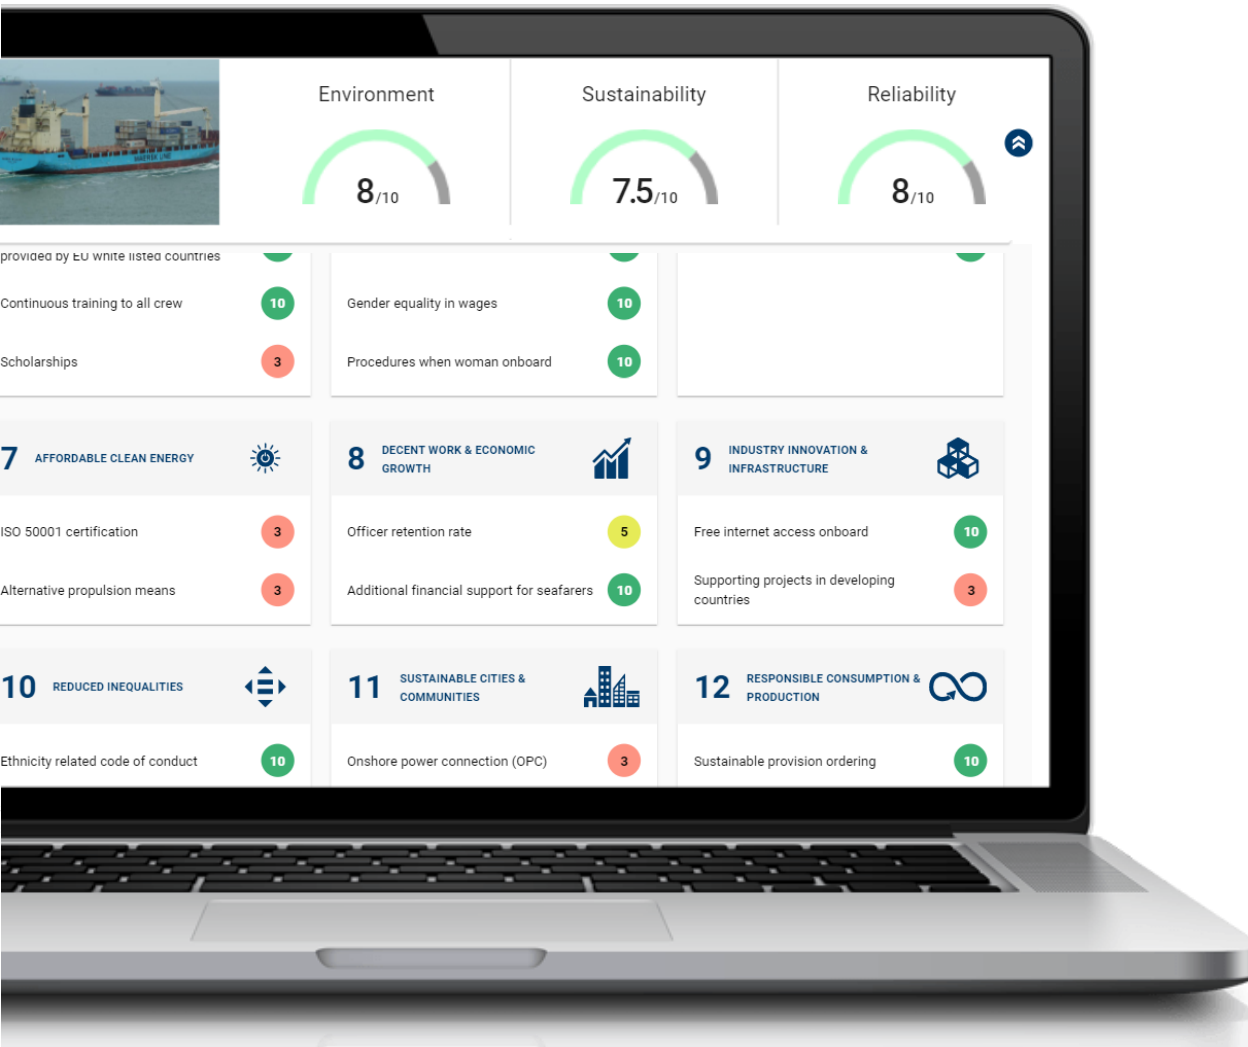 Environment
Sustainability
Reliability
8/10
7.5/10
8/10
MAERSK LINE
provided by EU white listed countries
Continuous training to all crew
10
Gender equality in wages
10
Scholarships
3
Procedures when woman onboard
10
7
AFFORDABLE CLEAN ENERGY
8
DECENT WORK & ECONOMIC
GROWTH
9
INDUSTRY INNOVATION &
INFRASTRUCTURE
ISO 50001 certification
3
Officer retention rate
5
Free internet access onboard
10
Alternative propulsion means
3
Additional financial support for seafarers
10
Supporting projects in developing
countries
3
10
REDUCED INEQUALITIES
11
SUSTAINABLE CITIES &
COMMUNITIES
12
RESPONSIBLE CONSUMPTION &
PRODUCTION
Ethnicity related code of conduct
10
Onshore power connection (OPC)
3
Sustainable provision ordering
10